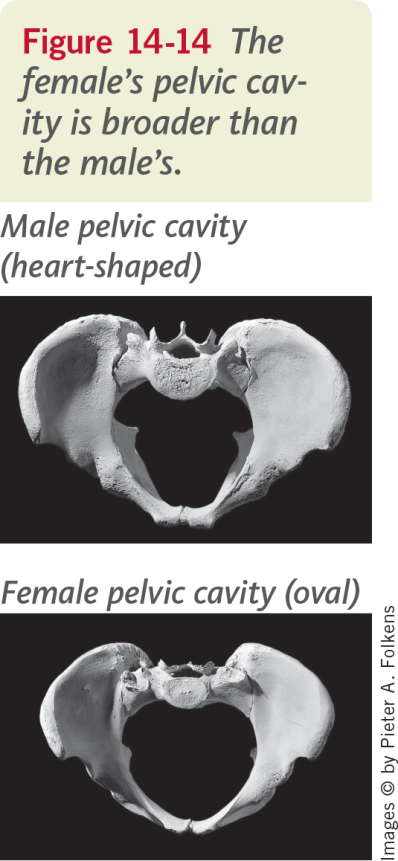 Figure 14-14 The
female's pelvic cav-
ity is broader than
the male's.
Male pelvic cavity
(heart-shaped)
Female pelvic cavity (oval)
Images © by Pieter A. Folkens